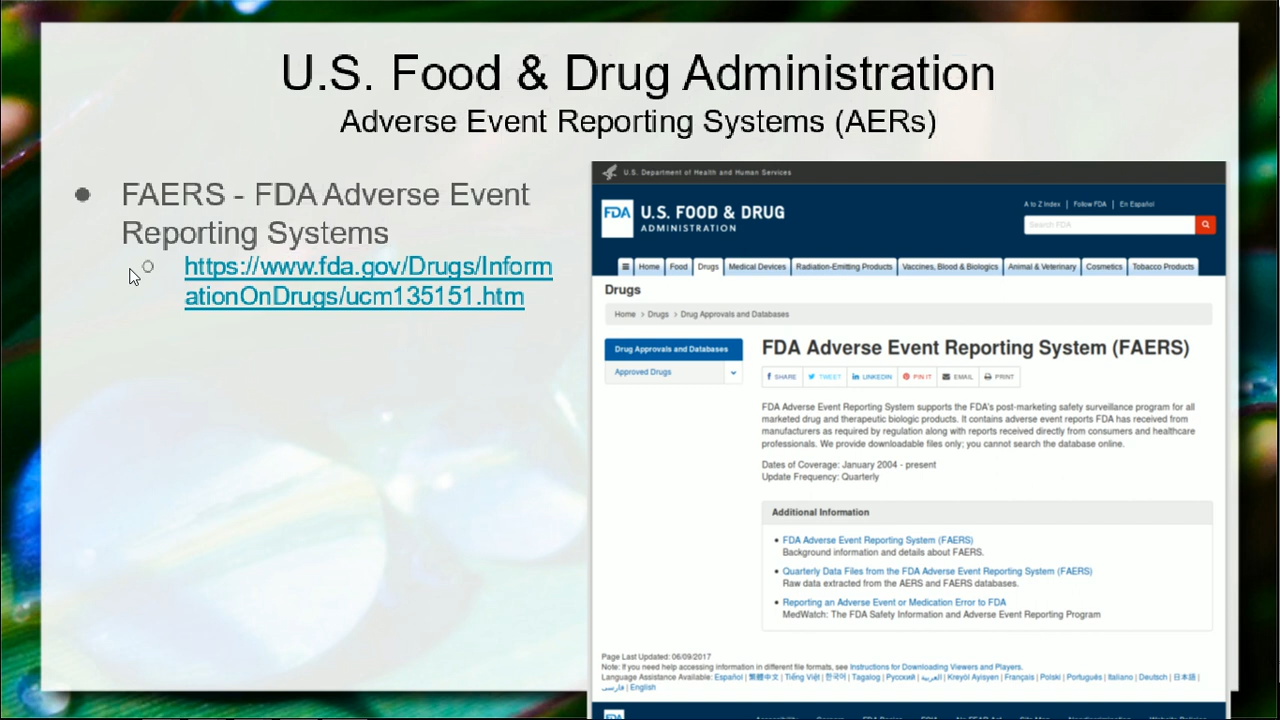 U.S. Food & Drug Administration
Adverse Event Reporting Systems (AERs)
● FAERS - FDA Adverse Event
Reporting Systems
○ https://www.fda.gov/Drugs/Inform
ationOnDrugs/ucm135151.htm
U.S. Department of Health and Human Services
FDA U.S. FOOD & DRUG
ADMINISTRATION
A to Z Index | Follow FDA | En Español
Search FDA
Home Food Drugs Medical Devices Radiation-Emitting Products Vaccines, Blood & Biologics Animal & Veterinary Cosmetics Tobacco Products
Drugs
Home > Drugs > Drug Approvals and Databases
Drug Approvals and Databases
Approved Drugs
FDA Adverse Event Reporting System (FAERS)
f SHARE TWEET in LINKEDIN PIN IT EMAIL PRINT
FDA Adverse Event Reporting System supports the FDA's post-marketing safety surveillance program for all
marketed drug and therapeutic biologic products. It contains adverse event reports FDA has received from
manufacturers as required by regulation along with reports received directly from consumers and healthcare
professionals. We provide downloadable files only; you cannot search the database online.
Dates of Coverage: January 2004 - present
Update Frequency: Quarterly
Additional Information
• FDA Adverse Event Reporting System (FAERS)
Background information and details about FAERS.
• Quarterly Data Files from the FDA Adverse Event Reporting System (FAERS)
Raw data extracted from the AERS and FAERS databases.
• Reporting an Adverse Event or Medication Error to FDA
MedWatch: The FDA Safety Information and Adverse Event Reporting Program
Page Last Updated: 06/09/2017
Note: If you need help accessing information in different file formats, see Instructions for Downloading Viewers and Players.
Language Assistance Available: Español | 繁體中文 | Tiếng Việt | 한국어 | Tagalog | Русский | العربية | Kreyòl Ayisyen | Français | Polski | Português | Italiano | Deutsch | 日本語 |
فارسی | English
FDA